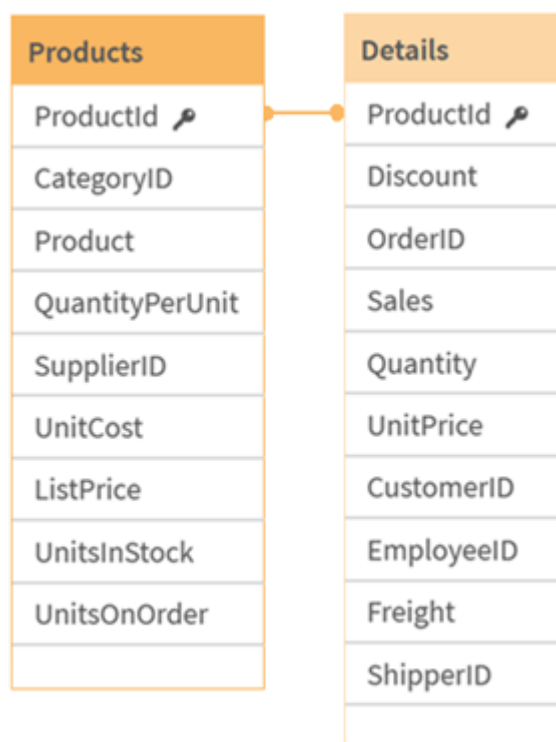 Products
ProductId
CategoryID
Product
QuantityPerUnit
SupplierID
UnitCost
ListPrice
UnitsInStock
UnitsOnOrder
Details
ProductId
Discount
OrderID
Sales
Quantity
UnitPrice
CustomerID
EmployeeID
Freight
ShipperID